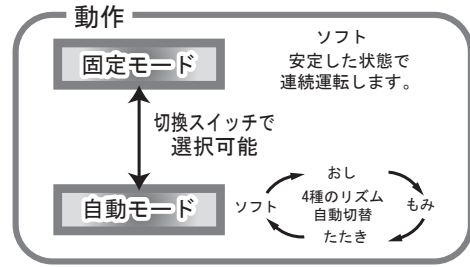 動作
固定モード
ソフト
安定した状態で
連続運転します。
切換スイッチで
選択可能
自動モード
ソフト
おし
もみ
たたき
4種のリズム
自動切替